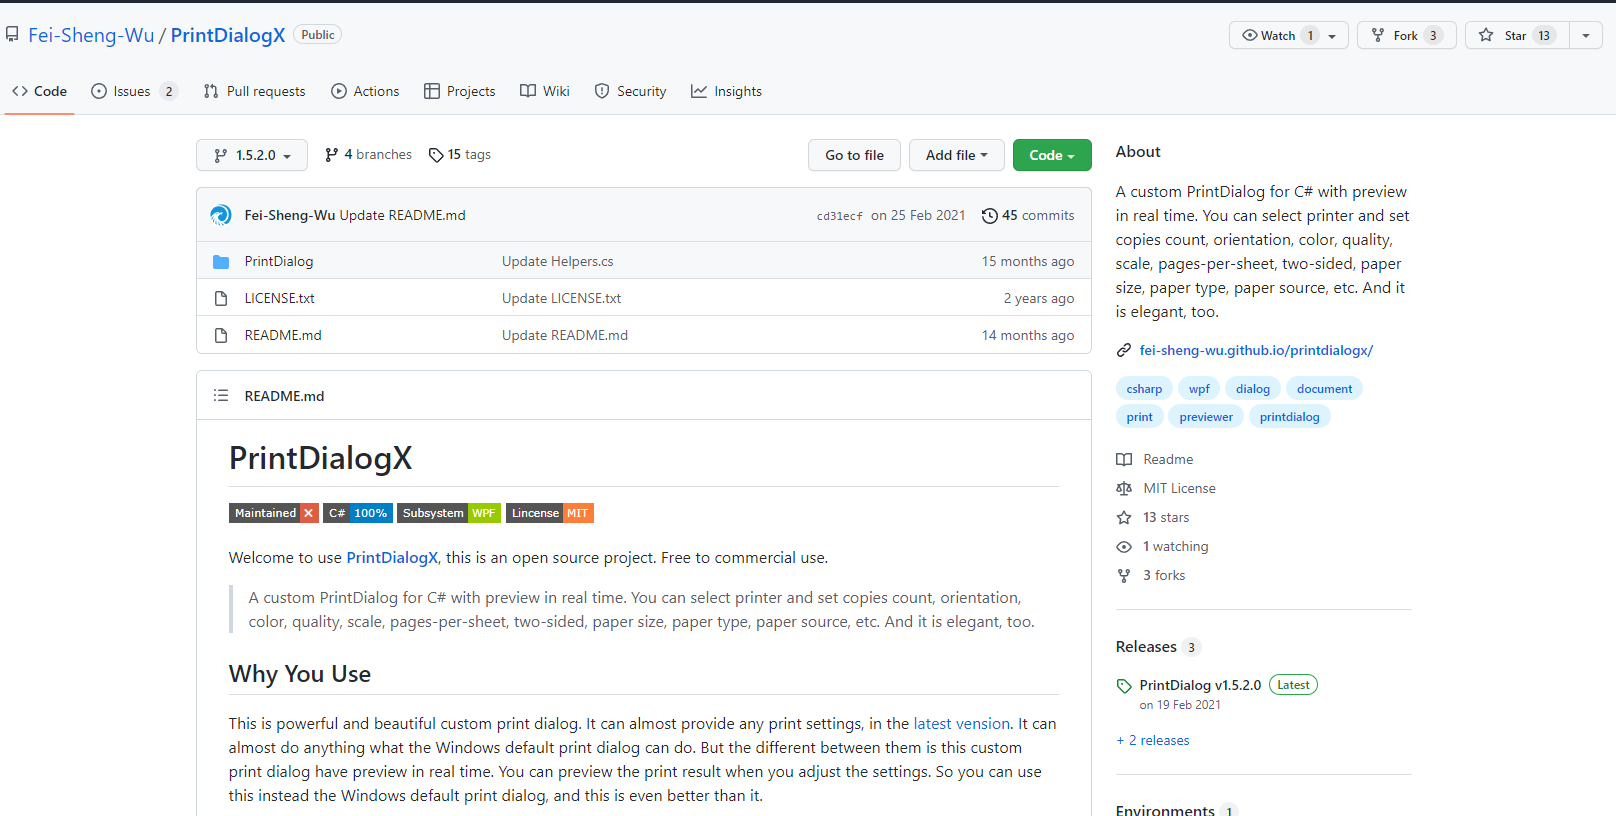 Fei-Sheng-Wu / PrintDialogX Public
Watch 1 Fork 3 Star 13
Code Issues 2 Pull requests Actions Projects Wiki Security Insights
1.5.2.0 4 branches 15 tags Go to file Add file Code
Fei-Sheng-Wu Update README.md cd31ecf on 25 Feb 2021 45 commits
PrintDialog Update Helpers.cs 15 months ago
LICENSE.txt Update LICENSE.txt 2 years ago
README.md Update README.md 14 months ago
README.md
PrintDialogX
Maintained × C# 100% Subsystem WPF Lincense MIT
Welcome to use PrintDialogX, this is an open source project. Free to commercial use.
A custom PrintDialog for C# with preview in real time. You can select printer and set copies count, orientation,
color, quality, scale, pages-per-sheet, two-sided, paper size, paper type, paper source, etc. And it is elegant, too.
Why You Use
This is powerful and beautiful custom print dialog. It can almost provide any print settings, in the latest vension. It can
almost do anything what the Windows default print dialog can do. But the different between them is this custom
print dialog have preview in real time. You can preview the print result when you adjust the settings. So you can use
this instead the Windows default print dialog, and this is even better than it.
About
A custom PrintDialog for C# with preview
in real time. You can select printer and set
copies count, orientation, color, quality,
scale, pages-per-sheet, two-sided, paper
size, paper type, paper source, etc. And it
is elegant, too.
fei-sheng-wu.github.io/printdialogx/
csharp wpf dialog document
print previewer printdialog
Readme
MIT License
13 stars
1 watching
3 forks
Releases 3
PrintDialog v1.5.2.0 Latest
on 19 Feb 2021
+ 2 releases
Environments 1